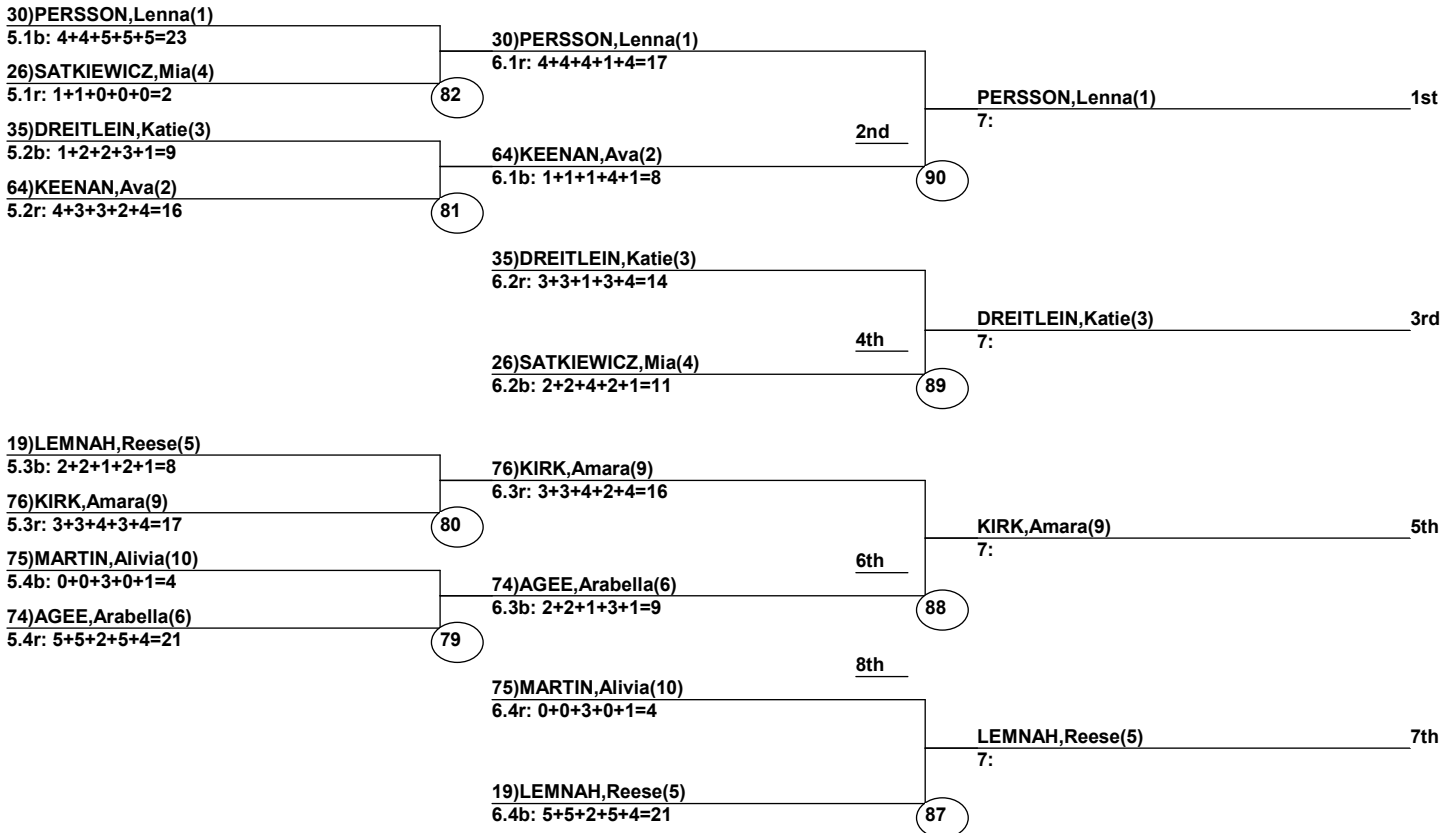 30)PERSSON,Lenna(1)
5.1b: 4+4+5+5+5=23
26)SATKIEWICZ,Mia(4)
5.1r: 1+1+0+0+0=2
82
35)DREITLEIN,Katie(3)
5.2b: 1+2+2+3+1=9
64)KEENAN,Ava(2)
5.2r: 4+3+3+2+4=16
81
30)PERSSON,Lenna(1)
6.1r: 4+4+4+1+4=17
64)KEENAN,Ava(2)
6.1b: 1+1+1+4+1=8
2nd
90
PERSSON,Lenna(1) 1st
7:
35)DREITLEIN,Katie(3)
6.2r: 3+3+1+3+4=14
26)SATKIEWICZ,Mia(4)
6.2b: 2+2+4+2+1=11
4th
89
DREITLEIN,Katie(3) 3rd
7:
19)LEMNAH,Reese(5)
5.3b: 2+2+1+2+1=8
76)KIRK,Amara(9)
5.3r: 3+3+4+3+4=17
80
75)MARTIN,Alivia(10)
5.4b: 0+0+3+0+1=4
74)AGEE,Arabella(6)
5.4r: 5+5+2+5+4=21
79
76)KIRK,Amara(9)
6.3r: 3+3+4+2+4=16
74)AGEE,Arabella(6)
6.3b: 2+2+1+3+1=9
6th
88
KIRK,Amara(9) 5th
7:
8th
75)MARTIN,Alivia(10)
6.4r: 0+0+3+0+1=4
19)LEMNAH,Reese(5)
6.4b: 5+5+2+5+4=21
87
LEMNAH,Reese(5) 7th
7: